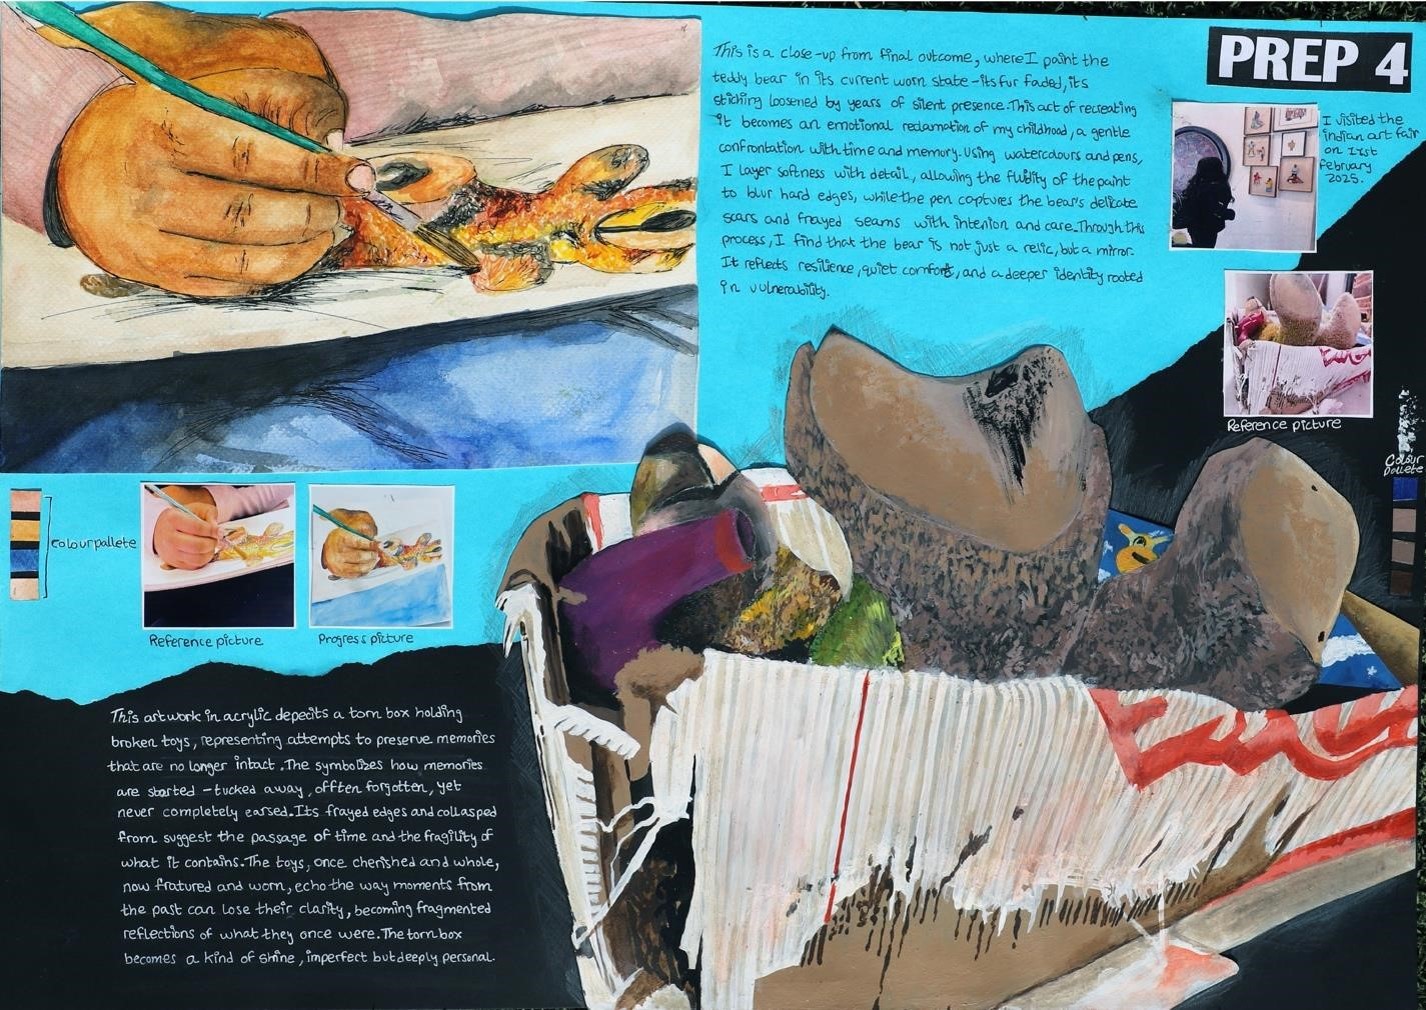 PREP 4
This is a close-up from final outcome, where I paint the
teddy bear in its current worn state - its fur faded, its
stiching loosened by years of silent presence. This act of recreating
it becomes an emotional reclamation of my childhood, a gentle
confrontation with time and memory. Using watercolours and pens,
I layer softness with detail, allowing the fluility of the paint
to blur hard edges, while the pen captures the bear's delicate
scars and frayed seams with intenion and care. Through this
process, I find that the bear is not just a relic, but a mirror.
It reflects resilience, quiet comfort, and a deeper identity rooted
in vulnerability.
I visited the
indian art fair
on 21st
february
2025.
Reference picture
Colour
pallete
colour pallete
Reference picture
Progress picture
This artwork in acrylic depecits a torn box holding
broken toys, representing attempts to preserve memories
that are no longer intact. The symbolizes how memories
are storted - tucked away, offten forgotten, yet
never completely earsed. Its frayed edges and collasped
from suggest the passage of time and the fragility of
what it contains. The toys, once cherished and whole,
now fratured and worn, echo the way moments from
the past can lose their clarity, becoming fragmented
reflections of what they once were. The torn box
becomes a kind of shine, imperfect but deeply personal.